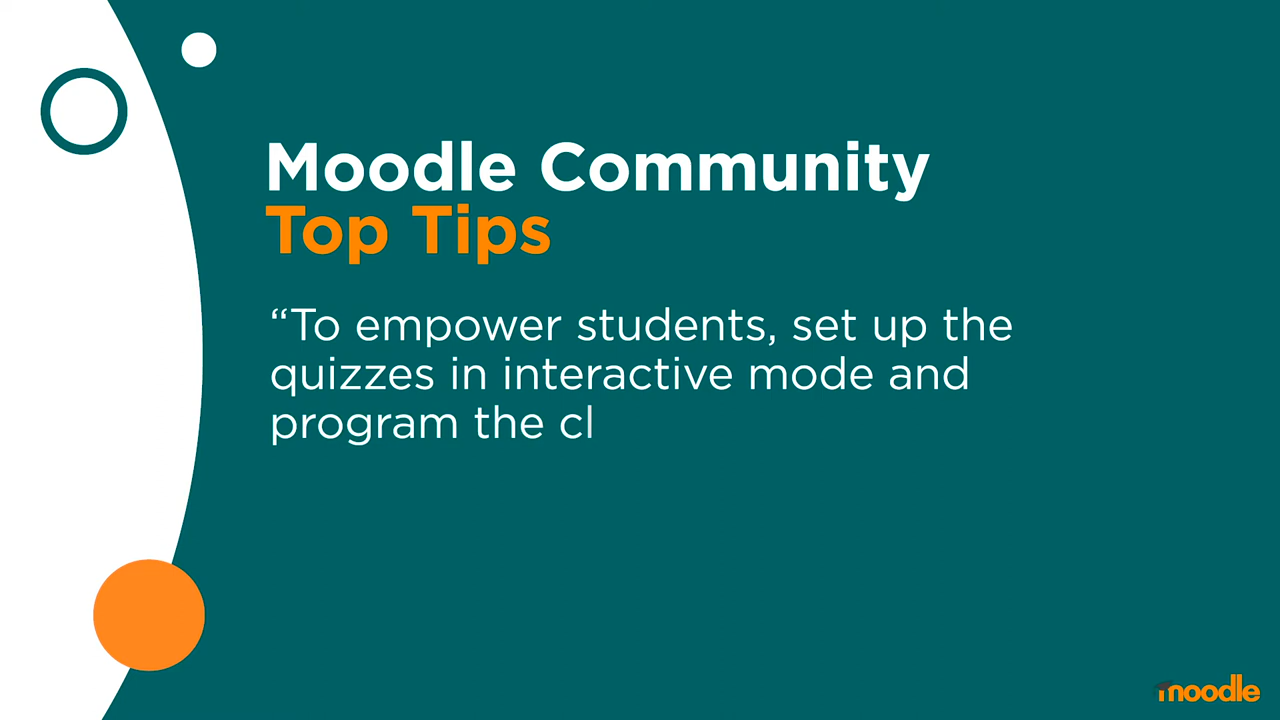 Moodle Community
Top Tips
“To empower students, set up the
quizzes in interactive mode and
program the cl
moodle